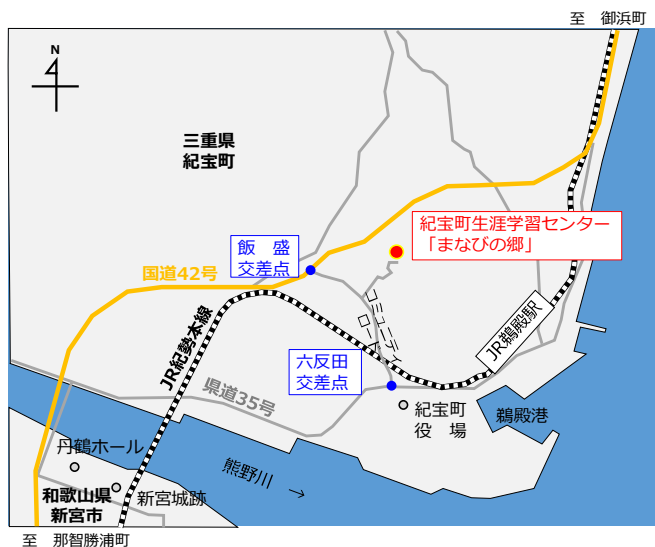 至 御浜町
N
三重県
紀宝町
紀宝町生涯学習センター
「まなびの郷」
飯 盛
交差点
国道42号
コミュニティ
ロード
JR紀勢本線
JR鵜殿駅
六反田
交差点
県道35号
紀宝町
役場
鵜殿港
丹鶴ホール
熊野川 →
和歌山県
新宮市
新宮城跡
至 那智勝浦町